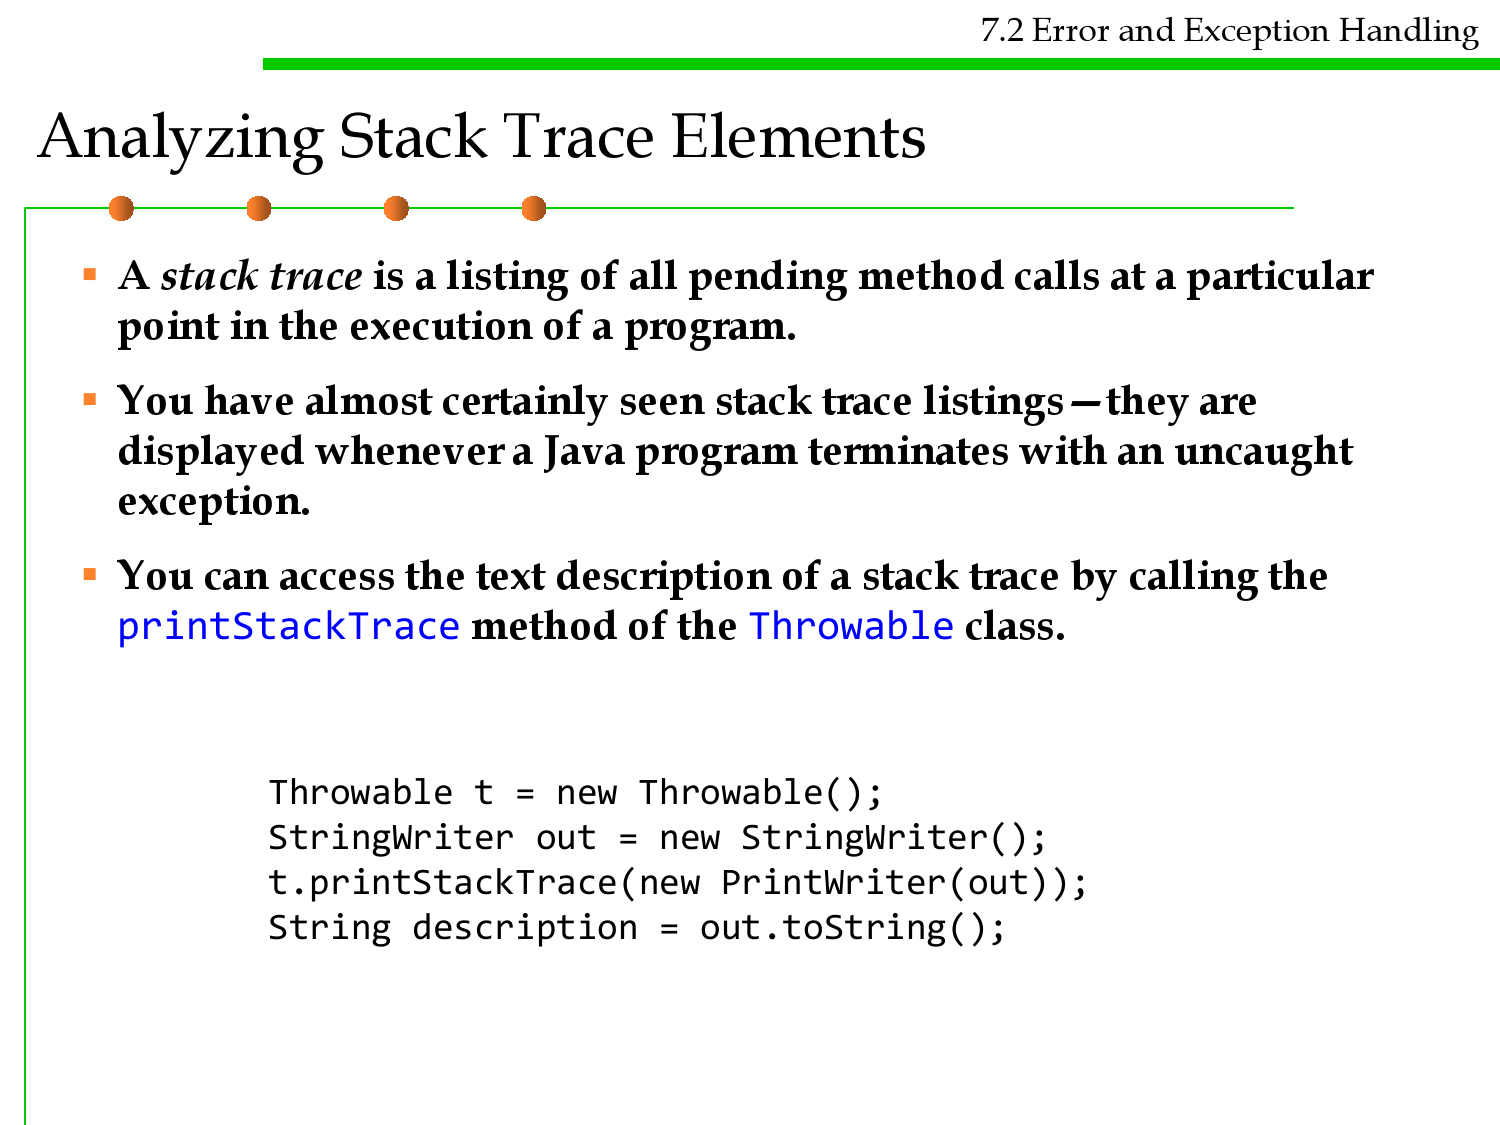 7.2 Error and Exception Handling
Analyzing Stack Trace Elements
A stack trace is a listing of all pending method calls at a particular
point in the execution of a program.
You have almost certainly seen stack trace listings—they are
displayed whenever a Java program terminates with an uncaught
exception.
You can access the text description of a stack trace by calling the
printStackTrace method of the Throwable class.
Throwable t = new Throwable();
StringWriter out = new StringWriter();
t.printStackTrace(new PrintWriter(out));
String description = out.toString();